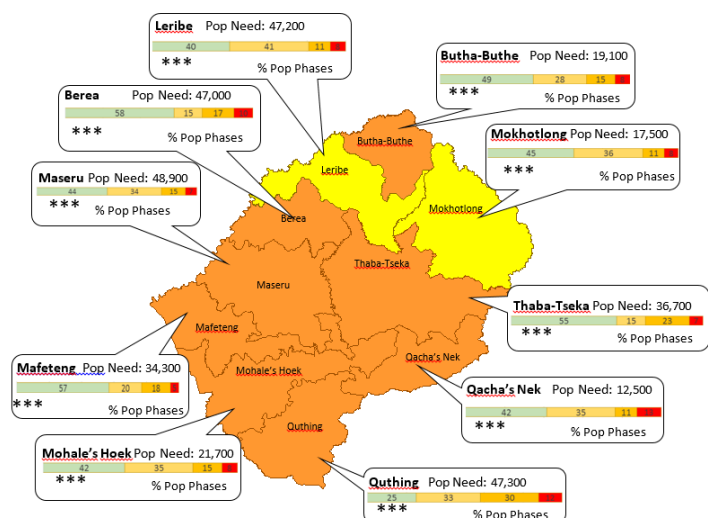 Leribe Pop Need: 47,200
40 41 11
***
% Pop Phases
Butha-Buthe Pop Need: 19,100
49 28 15
***
% Pop Phases
Berea Pop Need: 47,000
58 15 17
***
% Pop Phases
Mokhotlong Pop Need: 17,500
45 36 11
***
% Pop Phases
Maseru Pop Need: 48,900
44 34 15
***
% Pop Phases
Butha-Buthe
Leribe
Mokhotlong
Berea
Thaba-Tseka
Maseru
Mafeteng
Mohale's Hoek
Qacha's Nek
Quthing
Thaba-Tseka Pop Need: 36,700
55 15 23
***
% Pop Phases
Mafeteng Pop Need: 34,300
57 20 18
***
% Pop Phases
Qacha's Nek Pop Need: 12,500
42 35 11
***
% Pop Phases
Mohale's Hoek Pop Need: 21,700
42 35 15
***
% Pop Phases
Quthing Pop Need: 47,300
25 33 30
***
% Pop Phases